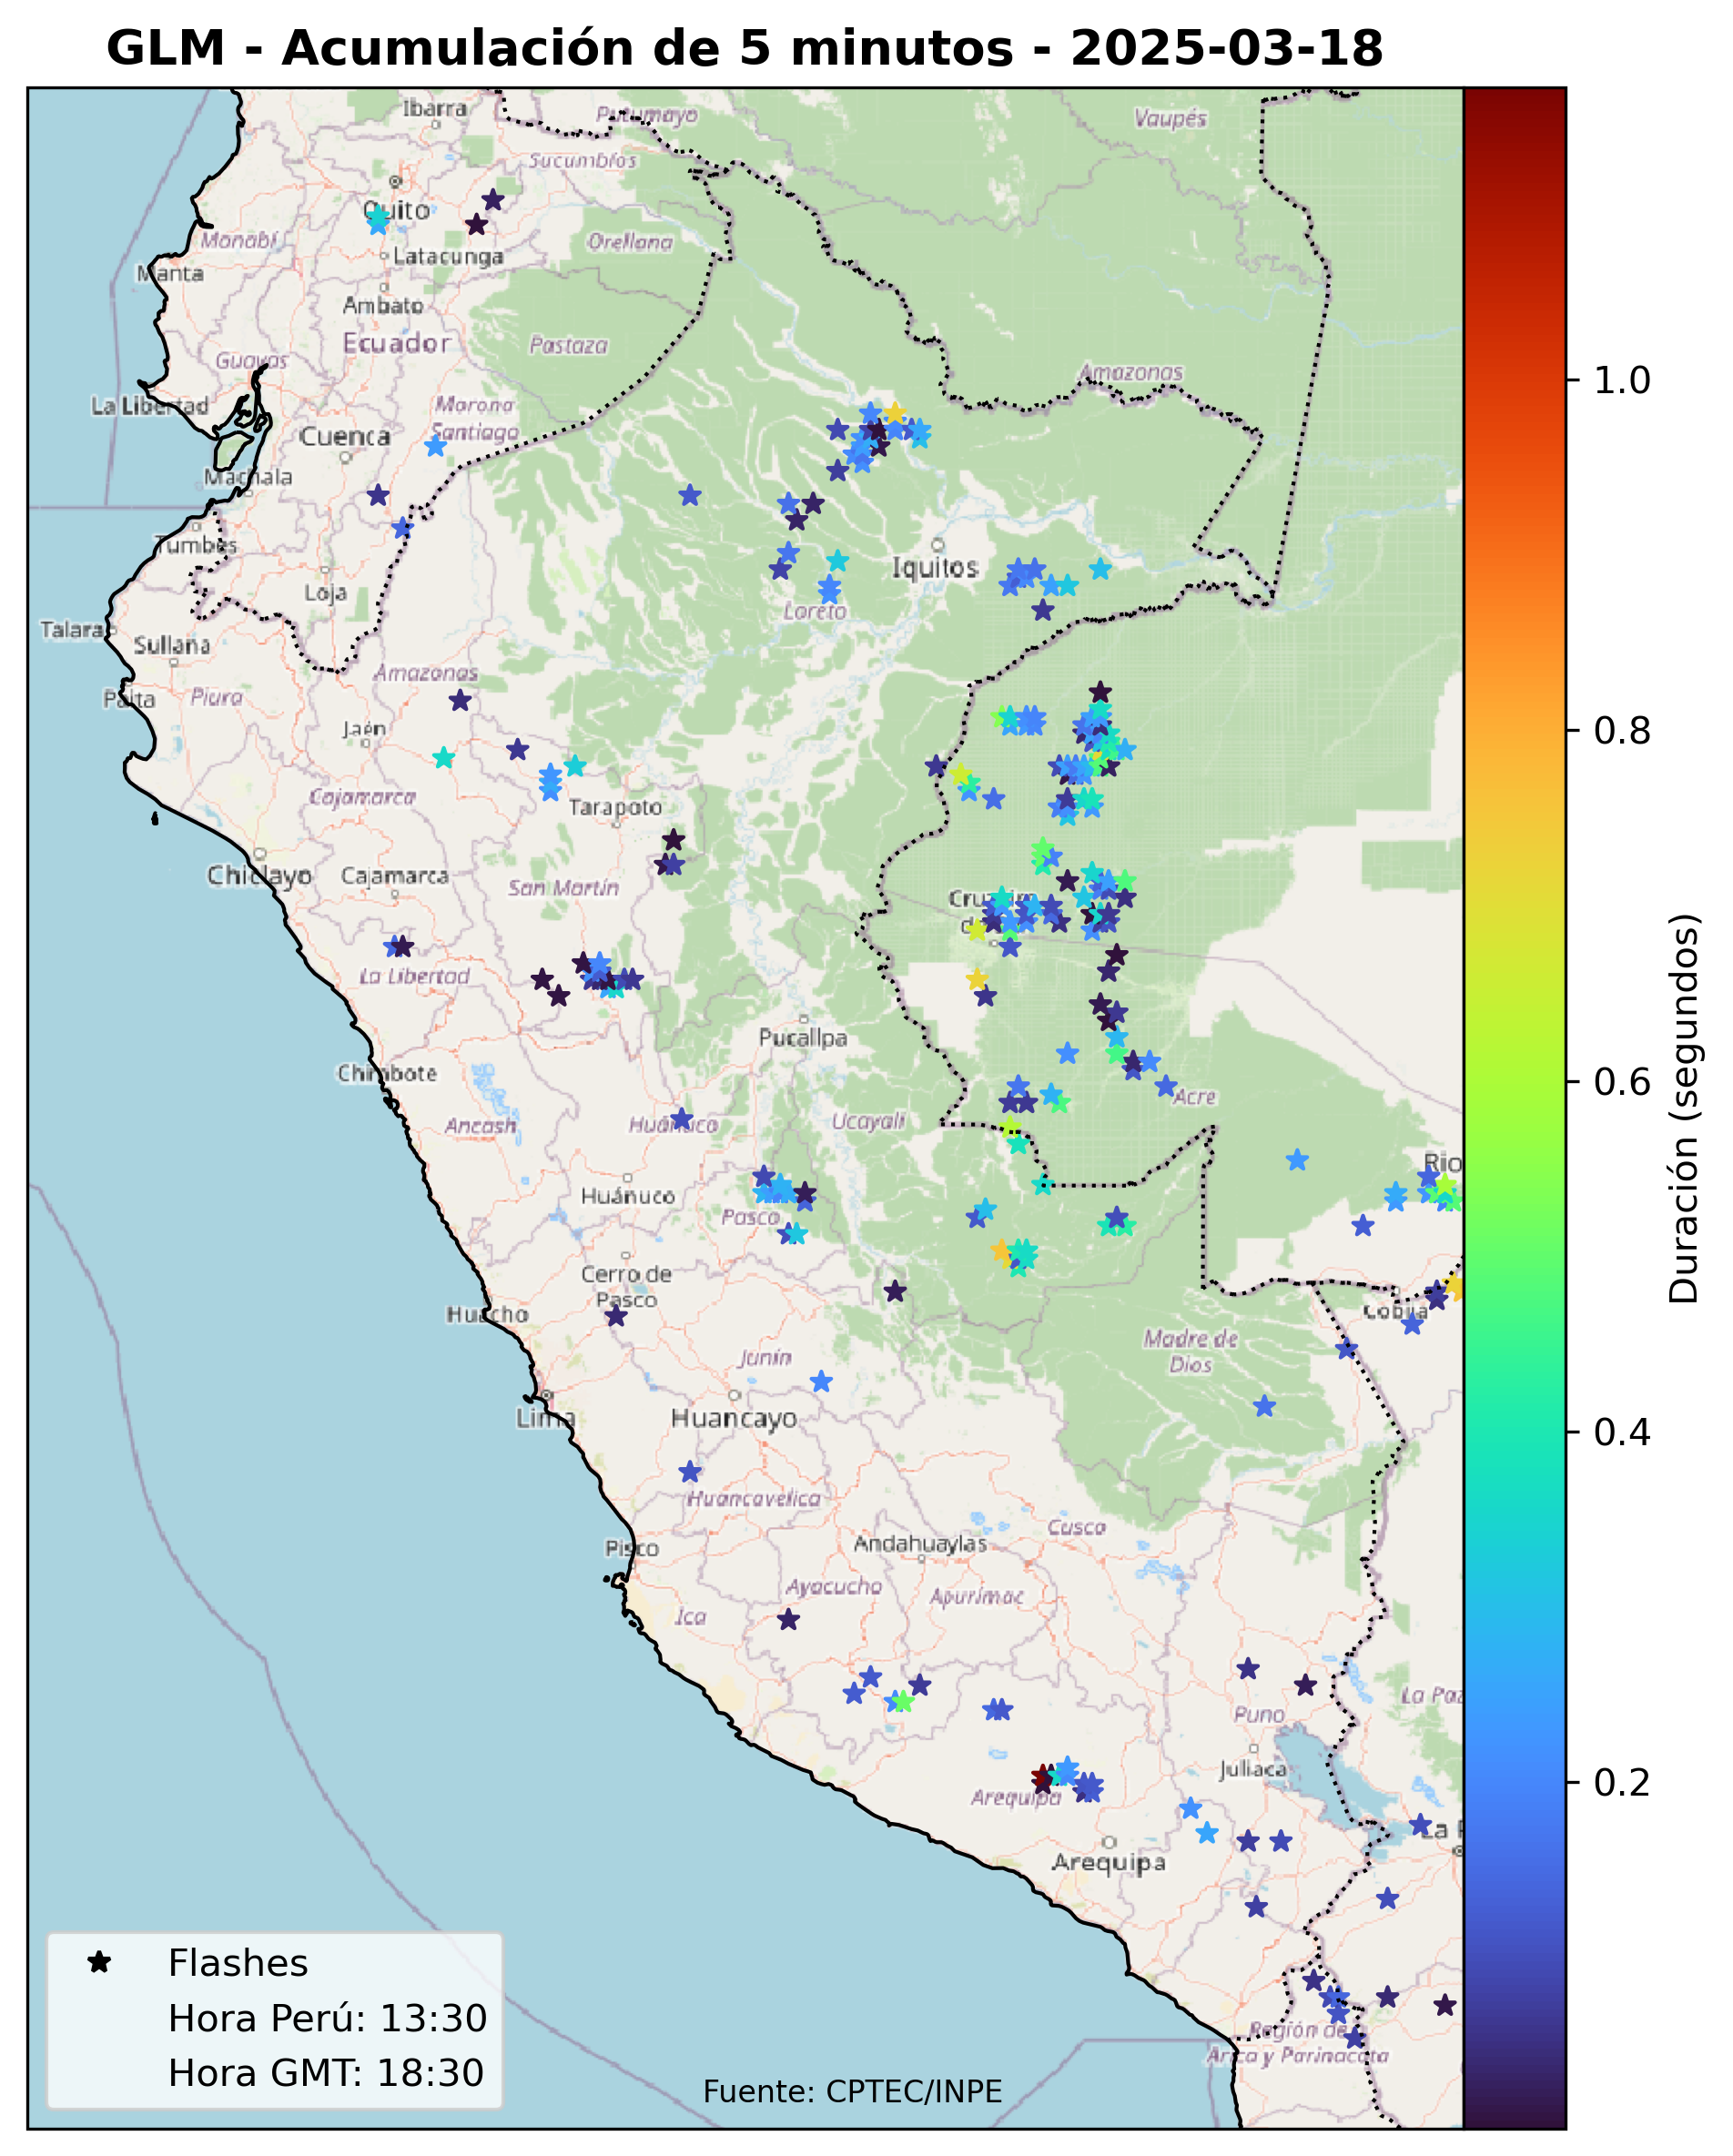 GLM - Acumulación de 5 minutos - 2025-03-18
Ibarra
Putumayo
Vaupés
Sucumbíos
Quito
Manabí
Orellana
Latacunga
Manta
Ambato
Ecuador
Pastaza
Guayas
Amazonas
La Libertad
Morona
Santiago
Cuenca
Machala
Tumbes
Iquitos
Loja
Loreto
Talara
Sullana
Amazonas
Paita
Piura
Jaén
Cajamarca
Tarapoto
Chiclayo
Cajamarca
San Martín
La Libertad
Pucallpa
Chimbote
Acre
Ancash
Huánuco
Ucayali
Rio
Huánuco
Pasco
Cerro de
Pasco
Huacho
Cobija
Madre de
Dios
Junín
Lima
Huancayo
Huancavelica
Cusco
Pisco
Andahuaylas
Ayacucho
Apurímac
Ica
La Paz
Puno
Juliaca
Arequipa
La P
Arequipa
Región de
Arica y Parinacota
Flashes
Hora Perú: 13:30
Hora GMT: 18:30
Fuente: CPTEC/INPE
1.0
0.8
0.6
0.4
0.2
Duración (segundos)